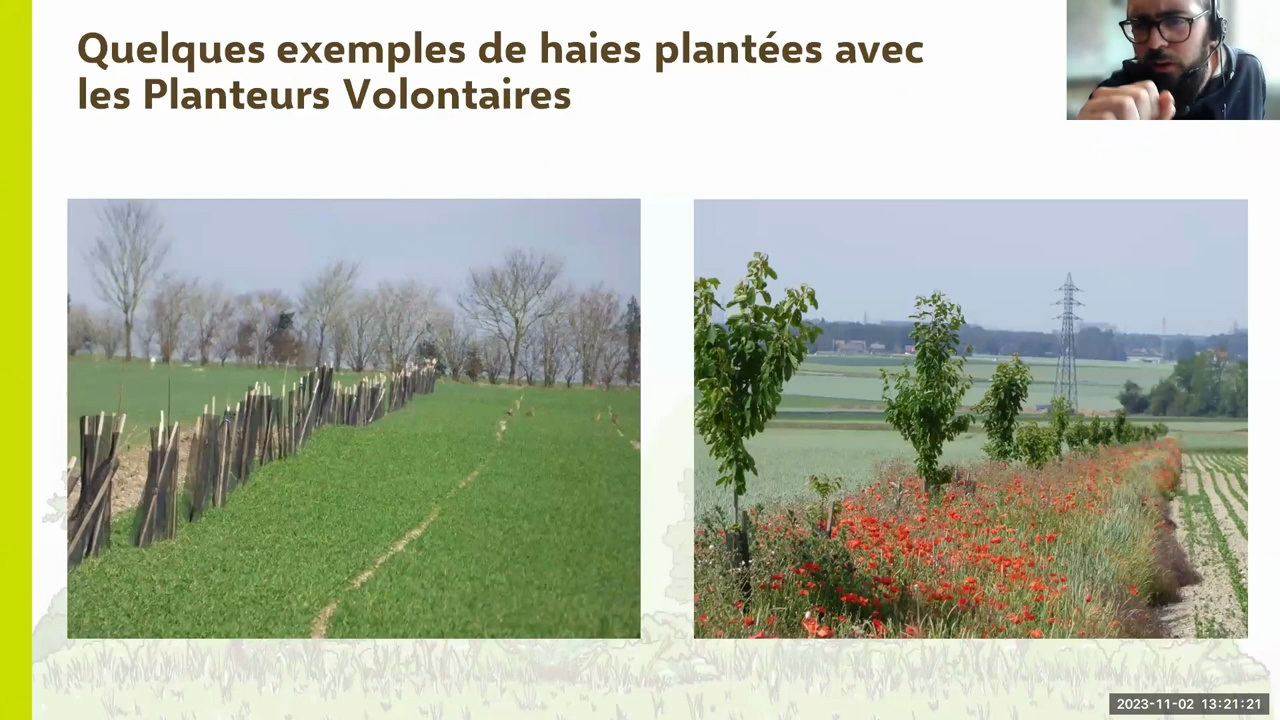 Quelques exemples de haies plantées avec
les Planteurs Volontaires
2023-11-02 13:21:21